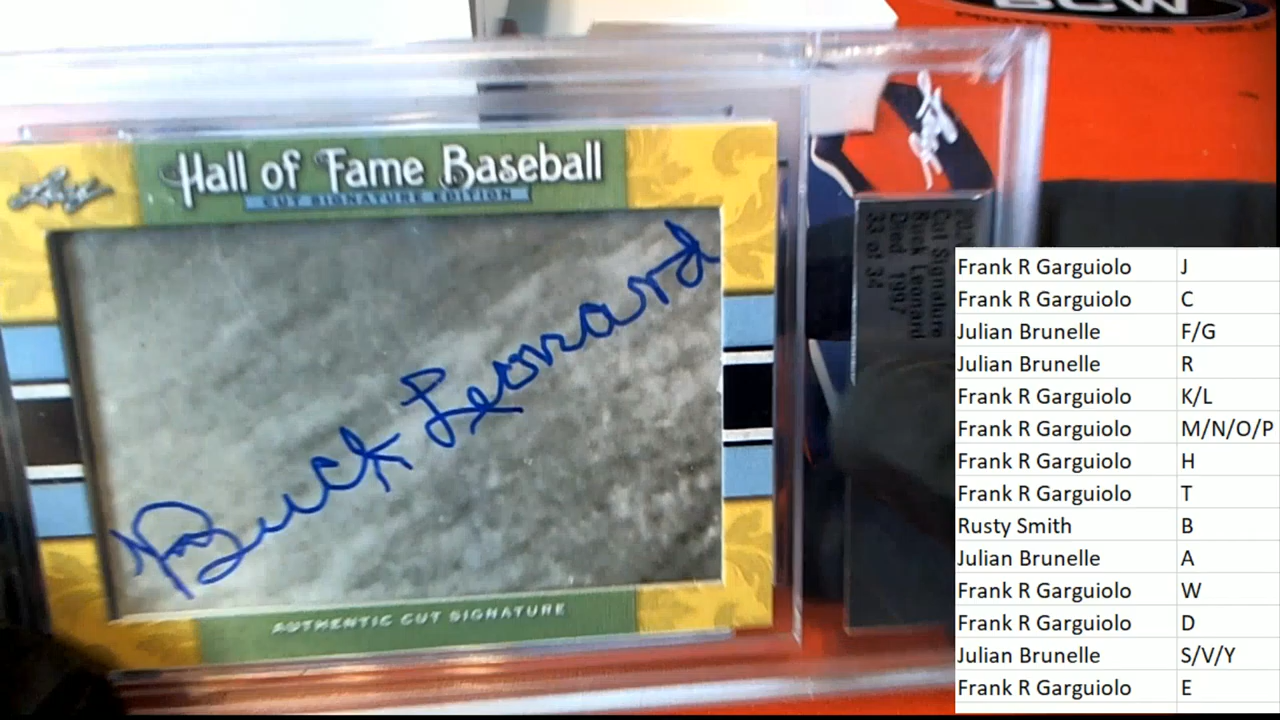 BCW
Leaf
Hall of Fame Baseball
CUT SIGNATURE EDITION
Buck Leonard
AUTHENTIC CUT SIGNATURE
Cut Signature
Buck Leonard
Died 1997
33 of 34
Frank R Garguiolo J
Frank R Garguiolo C
Julian Brunelle F/G
Julian Brunelle R
Frank R Garguiolo K/L
Frank R Garguiolo M/N/O/P
Frank R Garguiolo H
Frank R Garguiolo T
Rusty Smith B
Julian Brunelle A
Frank R Garguiolo W
Frank R Garguiolo D
Julian Brunelle S/V/Y
Frank R Garguiolo E